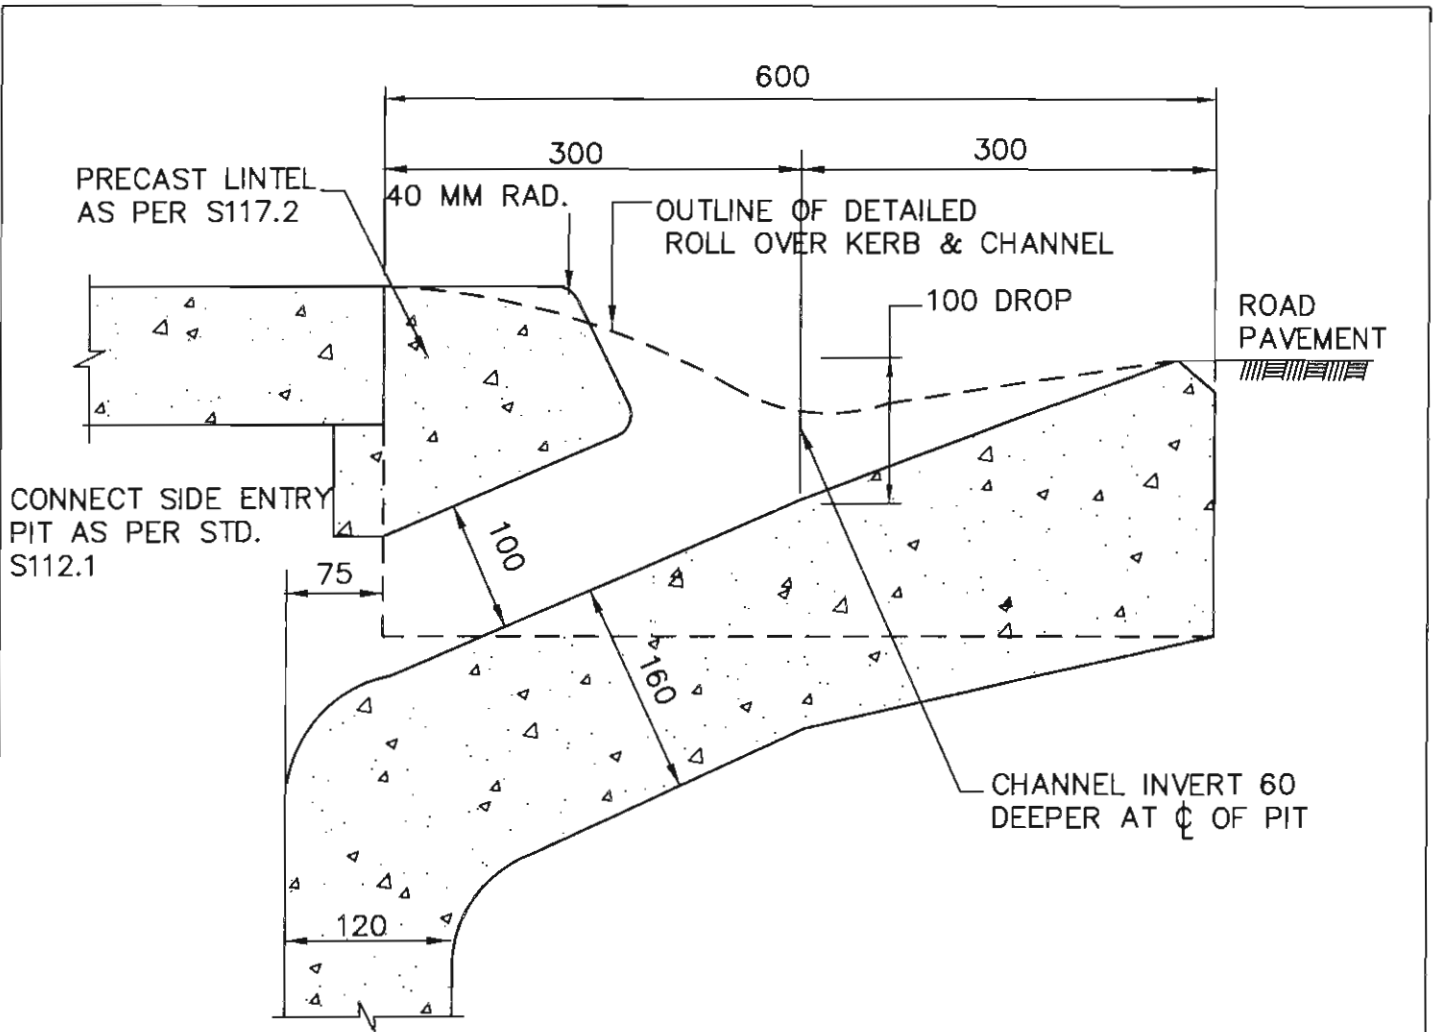 600
300
300
PRECAST LINTEL
AS PER S117.2
40 MM RAD.
OUTLINE OF DETAILED
ROLL OVER KERB & CHANNEL
100 DROP
ROAD
PAVEMENT
CONNECT SIDE ENTRY
PIT AS PER STD.
S112.1
75
100
160
CHANNEL INVERT 60
DEEPER AT ℄ OF PIT
120